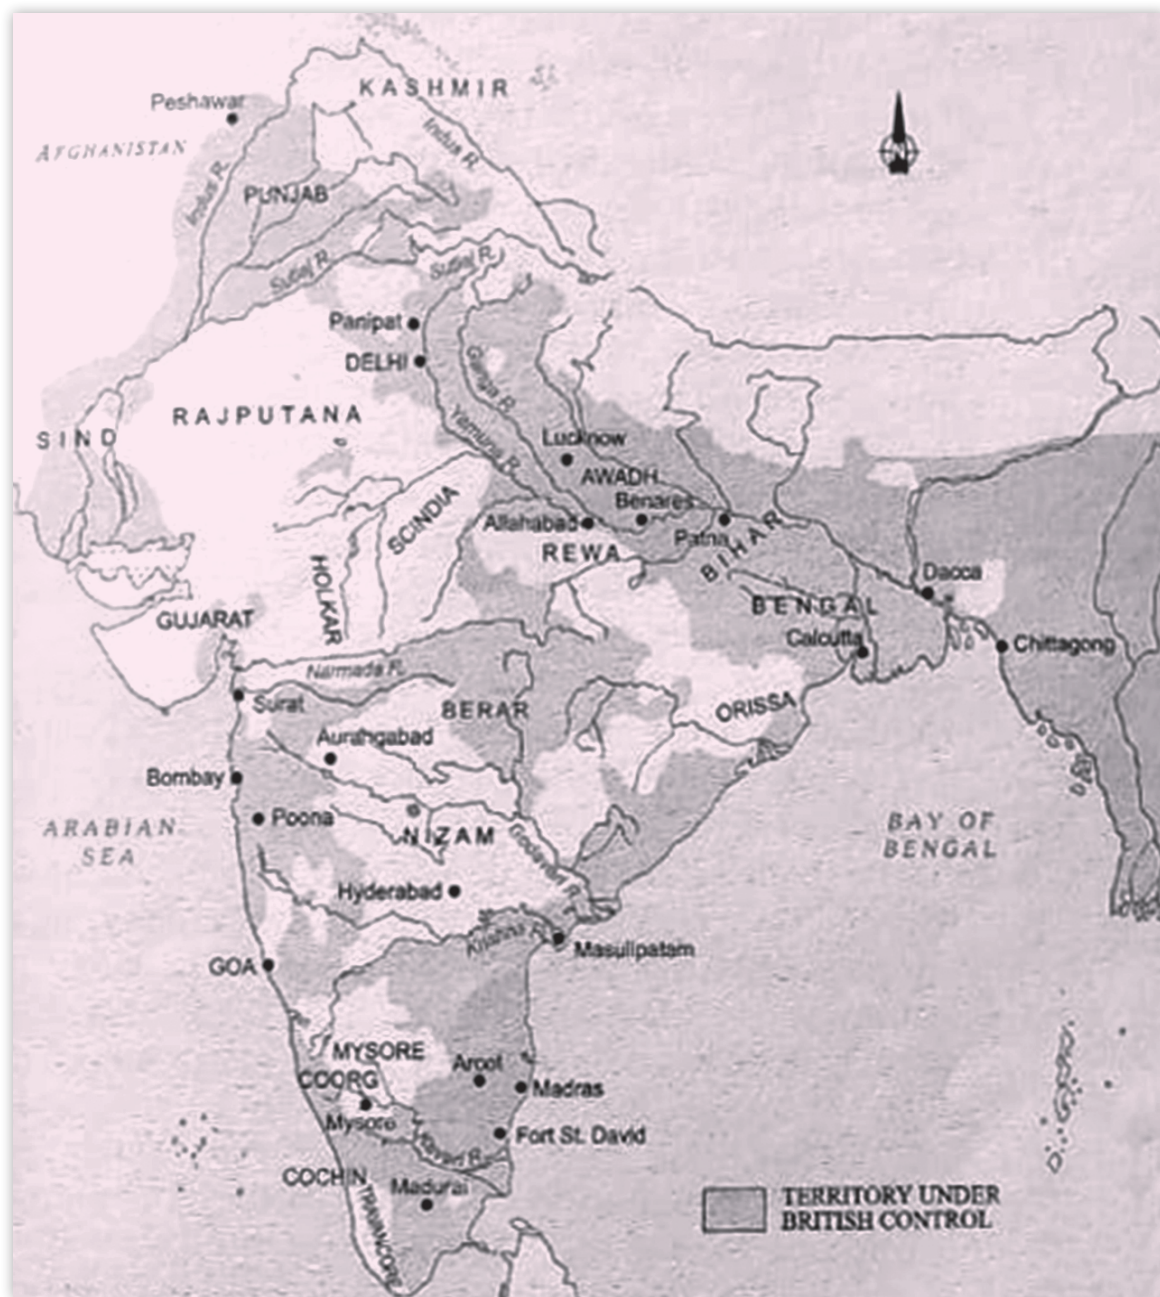 KASHMIR
Peshawar
Indus R.
AFGHANISTAN
Indus R.
PUNJAB
Sutlej R.
Sutlej R.
Panipat
DELHI
Ganga R.
RAJPUTANA
Yamuna R.
SIND
Lucknow
AWADH
SCINDIA
Benares
Allahabad
Patna
REWA
BIHAR
HOLKAR
Dacca
BENGAL
GUJARAT
Calcutta
Chittagong
Narmada R.
Surat
BERAR
ORISSA
Aurahgabad
Bombay
Poona
ARABIAN
SEA
NIZAM
BAY OF
BENGAL
Godavari R.
Hyderabad
Krishna R.
Masulipatam
GOA
MYSORE
Arcot
COORG
Madras
Mysore
Fort St. David
Kaveri R.
COCHIN
Madurai
TRAVANCORE
TERRITORY UNDER
BRITISH CONTROL
N